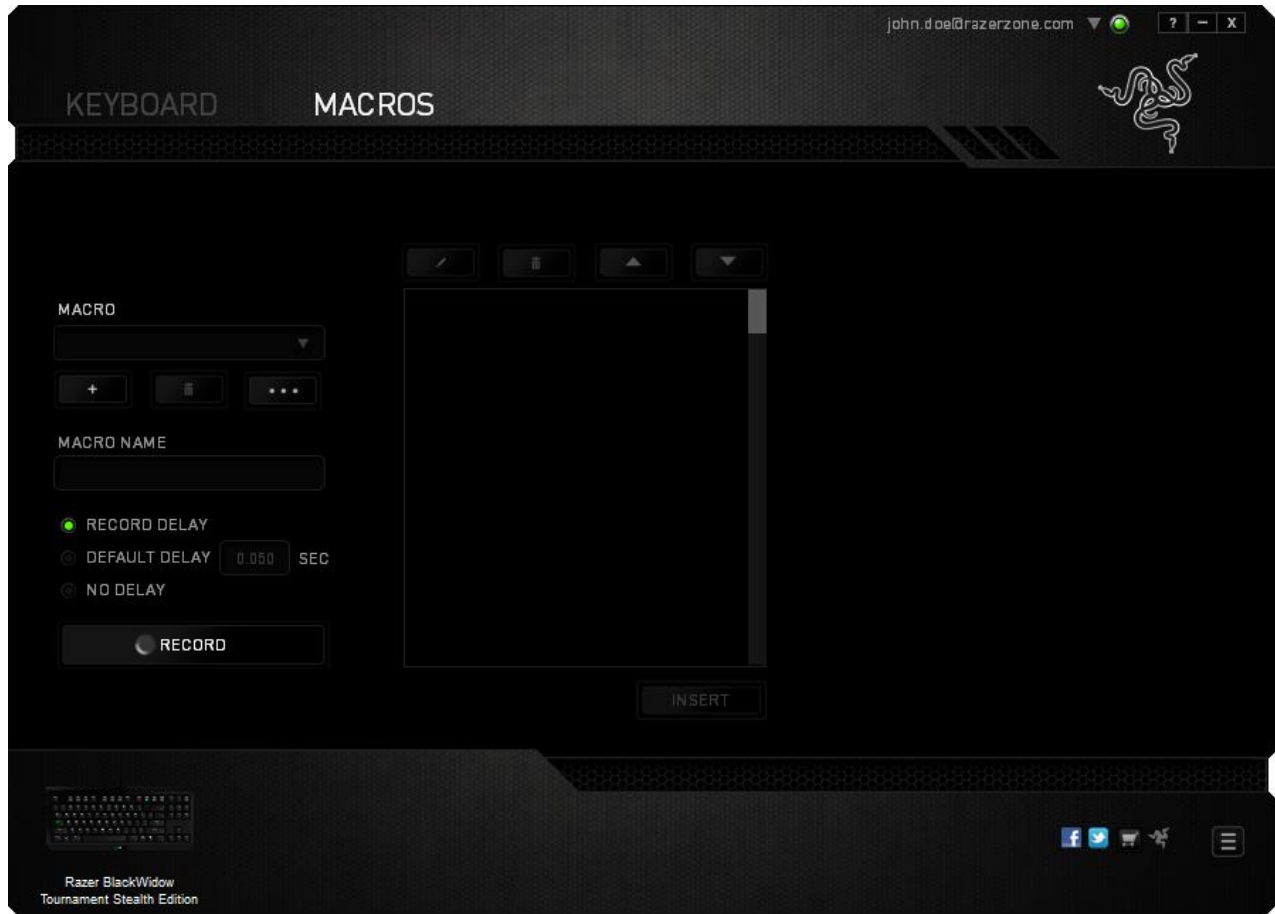 john.doe@razerzone.com
? - X
KEYBOARD MACROS
MACRO
+ ...
MACRO NAME
RECORD DELAY
DEFAULT DELAY 0.050 SEC
NO DELAY
RECORD
INSERT
Razer BlackWidow
Tournament Stealth Edition